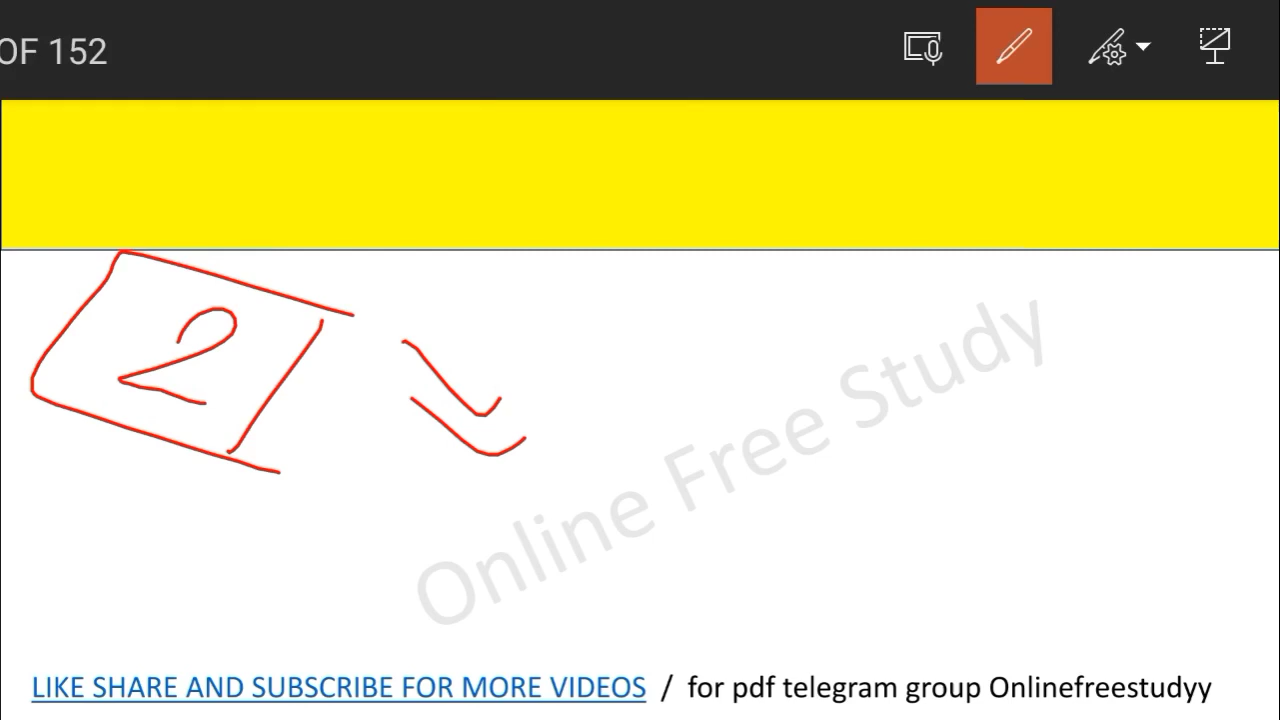 OF 152
2
Online Free Study
LIKE SHARE AND SUBSCRIBE FOR MORE VIDEOS / for pdf telegram group Onlinefreestudyy